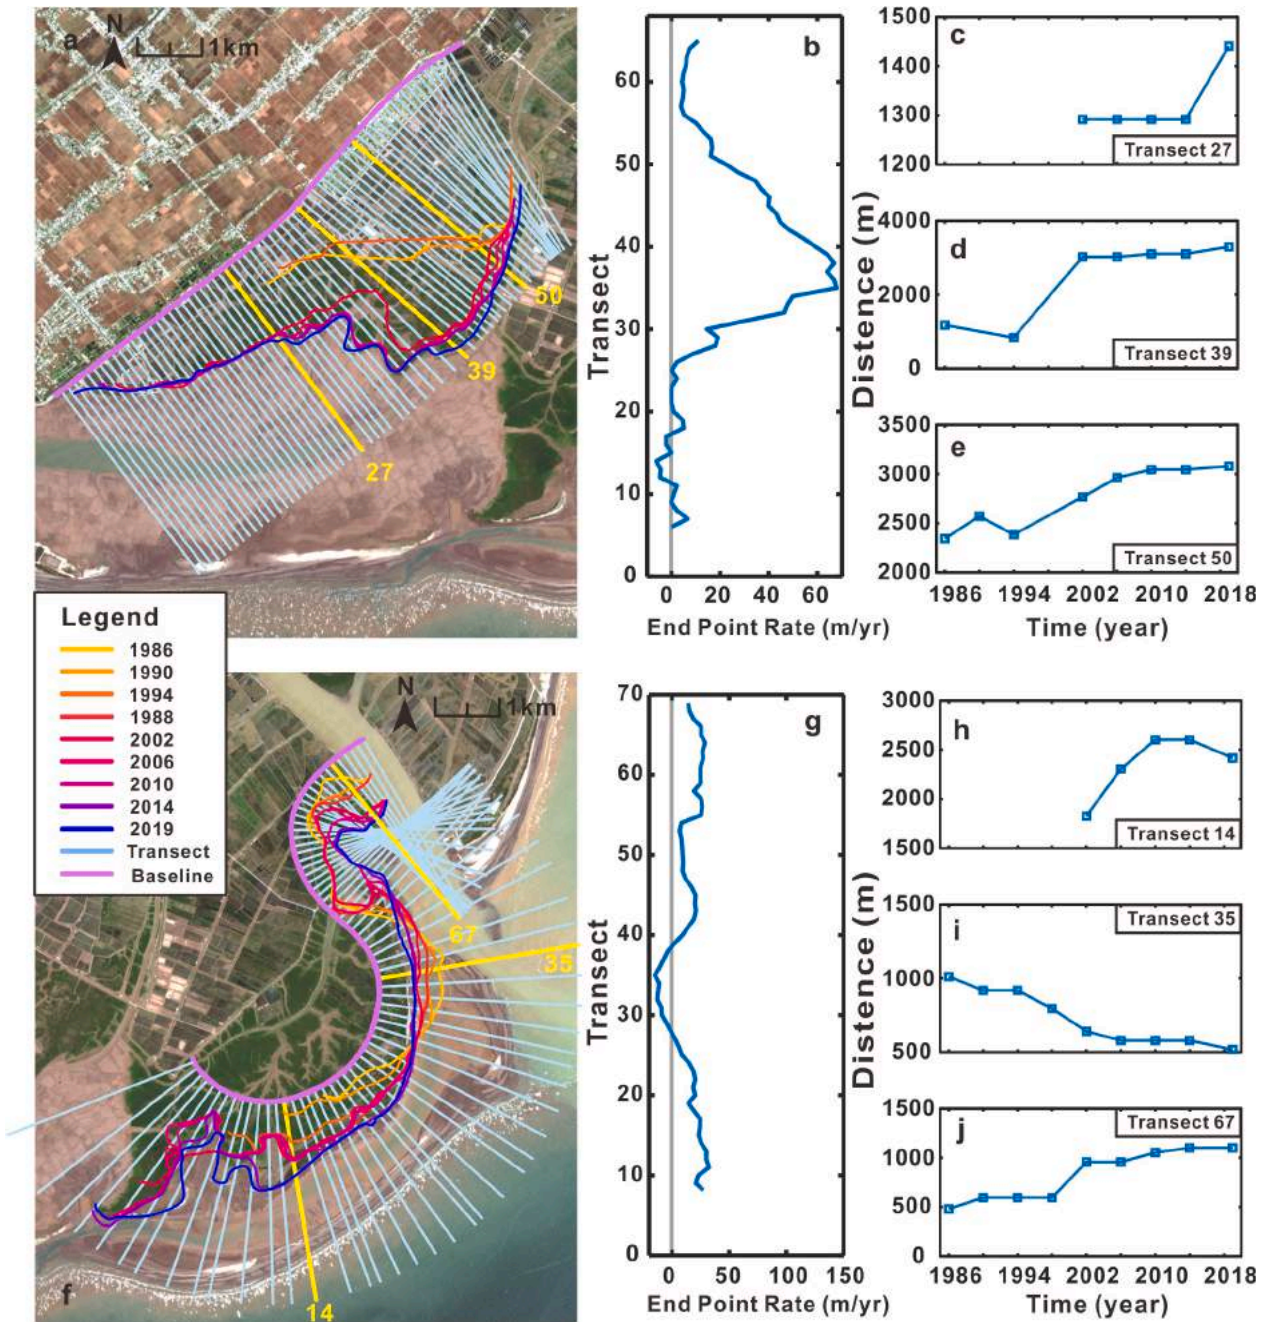 a
N
1km
50
39
27
b
60
50
40
30
20
10
0
Transect
0 20 40 60
End Point Rate (m/yr)
c
1500
1400
1300
1200
Transect 27
d
4000
2000
0
Transect 39
Distence (m)
e
3500
3000
2500
2000
Transect 50
1986 1994 2002 2010 2018
Time (year)
Legend
1986
1990
1994
1988
2002
2006
2010
2014
2019
Transect
Baseline
N
1km
67
35
14
f
g
70
60
50
40
30
20
10
0
Transect
0 50 100 150
End Point Rate (m/yr)
h
3000
2500
2000
1500
Transect 14
i
1500
1000
500
Transect 35
Distence (m)
j
1500
1000
500
0
Transect 67
1986 1994 2002 2010 2018
Time (year)